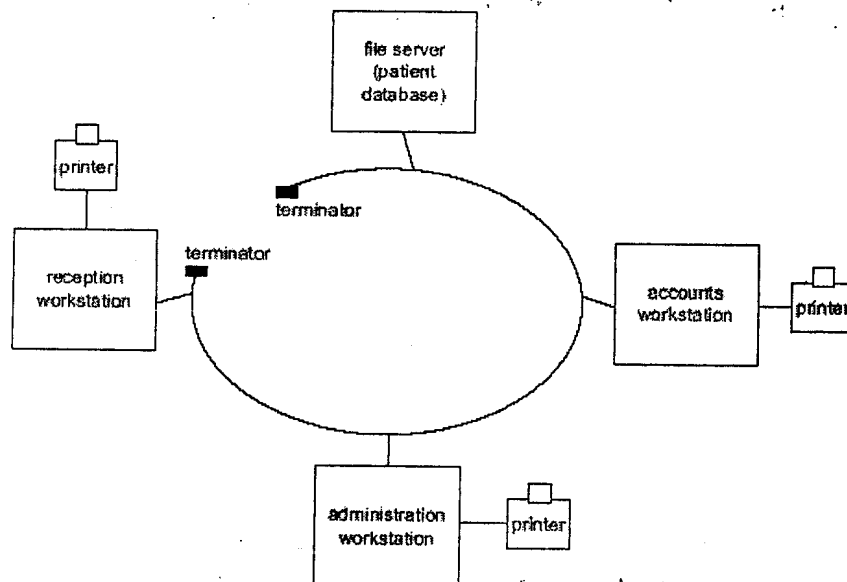 file server
(patient
database)
printer
terminator
terminator
reception
workstation
accounts
workstation
printer
administration
workstation
printer